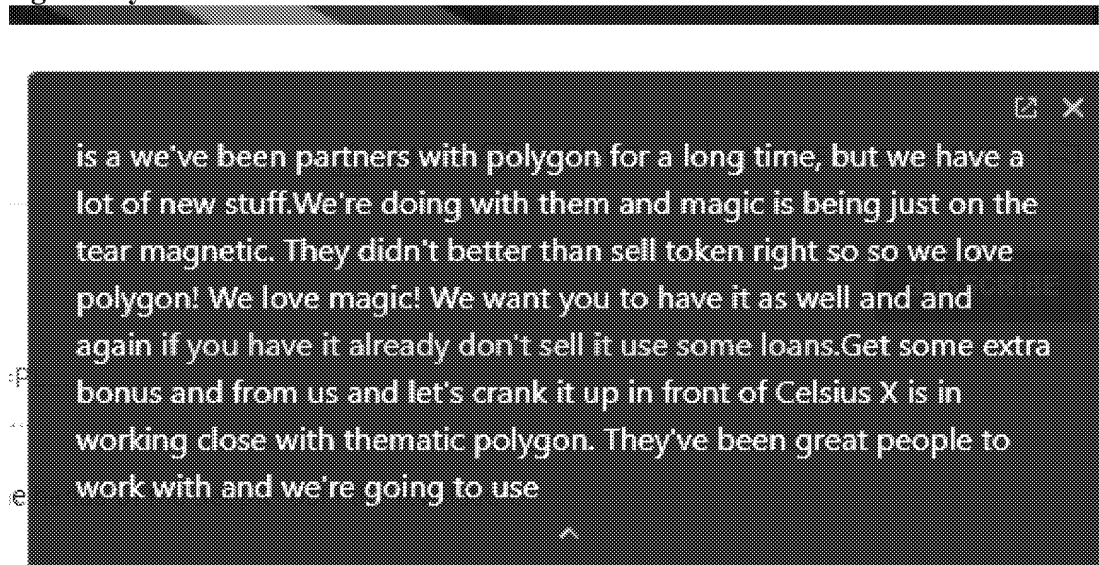 is a we've been partners with polygon for a long time, but we have a
lot of new stuff.We're doing with them and magic is being just on the
tear magnetic. They didn't better than sell token right so so we love
polygon! We love magic! We want you to have it as well and and
again if you have it already don't sell it use some loans.Get some extra
bonus and from us and let's crank it up in front of Celsius X is in
working close with thematic polygon. They've been great people to
work with and we're going to use